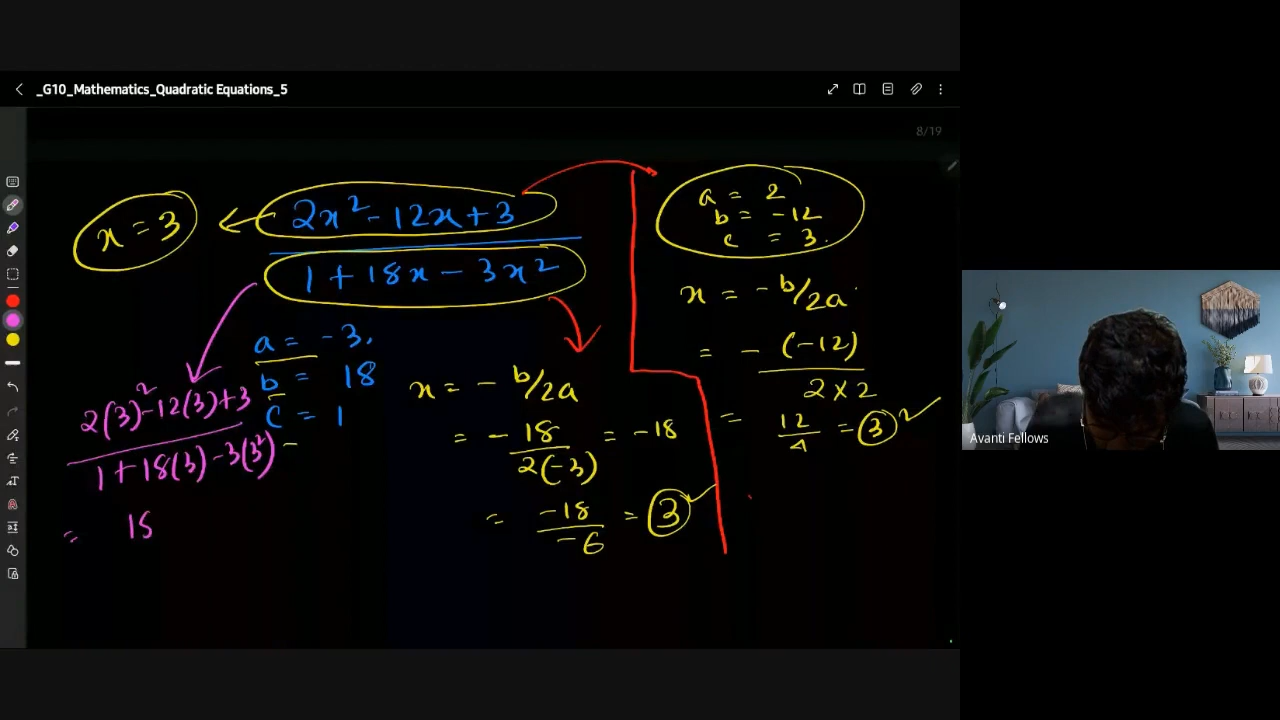 _G10_Mathematics_Quadratic Equations_5
8/19
x = 3 ← 2x² - 12x + 3
1 + 18x - 3x²
a = 2
b = -12
c = 3.
x = -b/2a
= - (-12)
2 × 2
= 12/4 = 3
a = -3,
b = 18
c = 1
x = - b/2a
= - 18 = -18
2(-3)
= -18 = 3
-6
2(3)² - 12(3) + 3
1 + 18(3) - 3(3²) -
= 18
Avanti Fellows